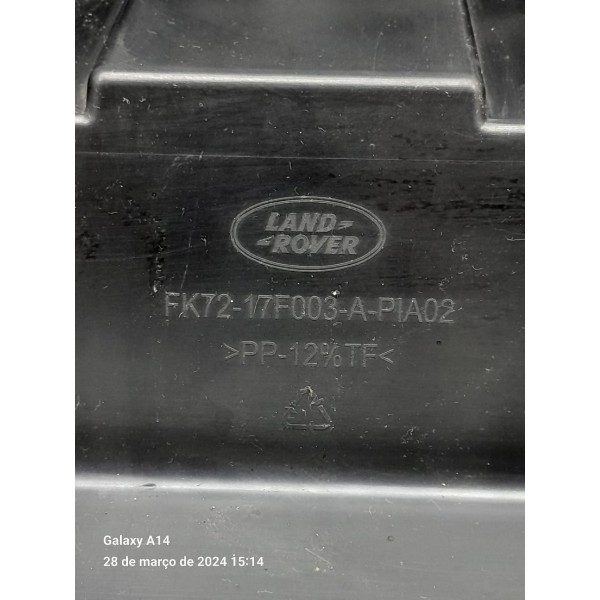 LAND
ROVER
FK72-17F003-A-PIA02
>PP-12%TF<
Galaxy A14
28 de março de 2024 15:14